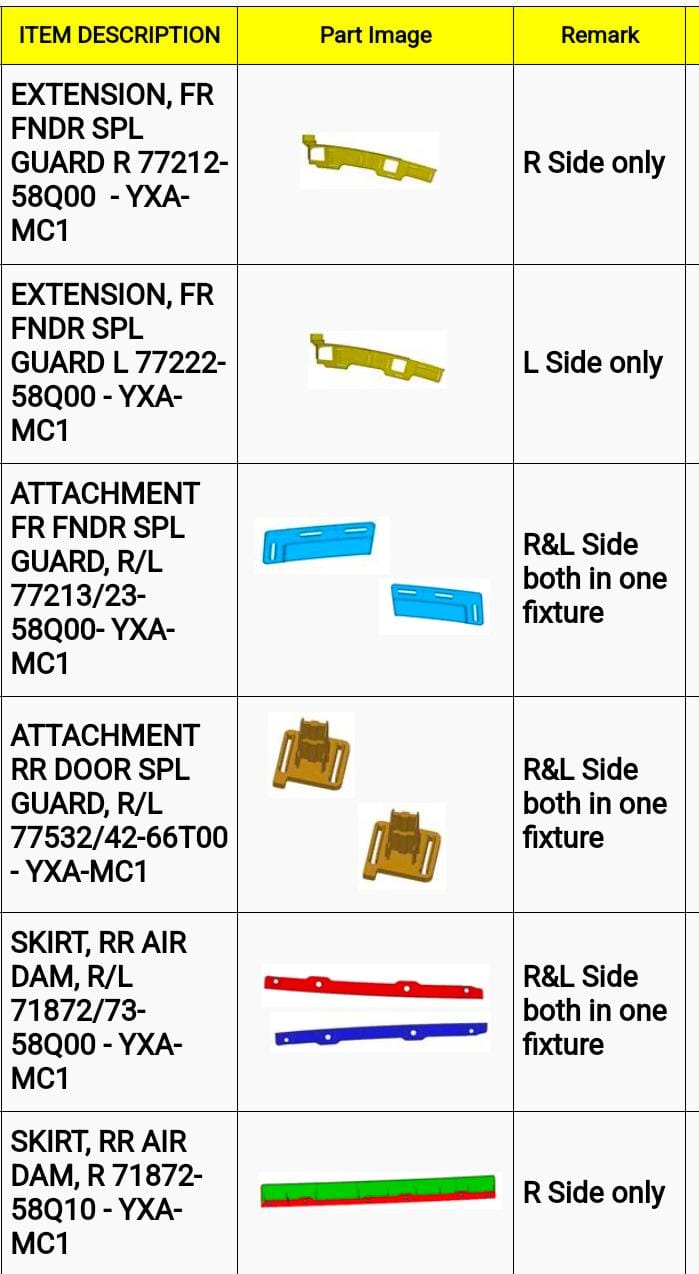 ITEM DESCRIPTION
Part Image
Remark
EXTENSION, FR
FNDR SPL
GUARD R 77212-
58Q00  - YXA-
MC1
R Side only
EXTENSION, FR
FNDR SPL
GUARD L 77222-
58Q00 - YXA-
MC1
L Side only
ATTACHMENT
FR FNDR SPL
GUARD, R/L
77213/23-
58Q00- YXA-
MC1
R&L Side
both in one
fixture
ATTACHMENT
RR DOOR SPL
GUARD, R/L
77532/42-66T00
- YXA-MC1
R&L Side
both in one
fixture
SKIRT, RR AIR
DAM, R/L
71872/73-
58Q00 - YXA-
MC1
R&L Side
both in one
fixture
SKIRT, RR AIR
DAM, R 71872-
58Q10 - YXA-
MC1
R Side only